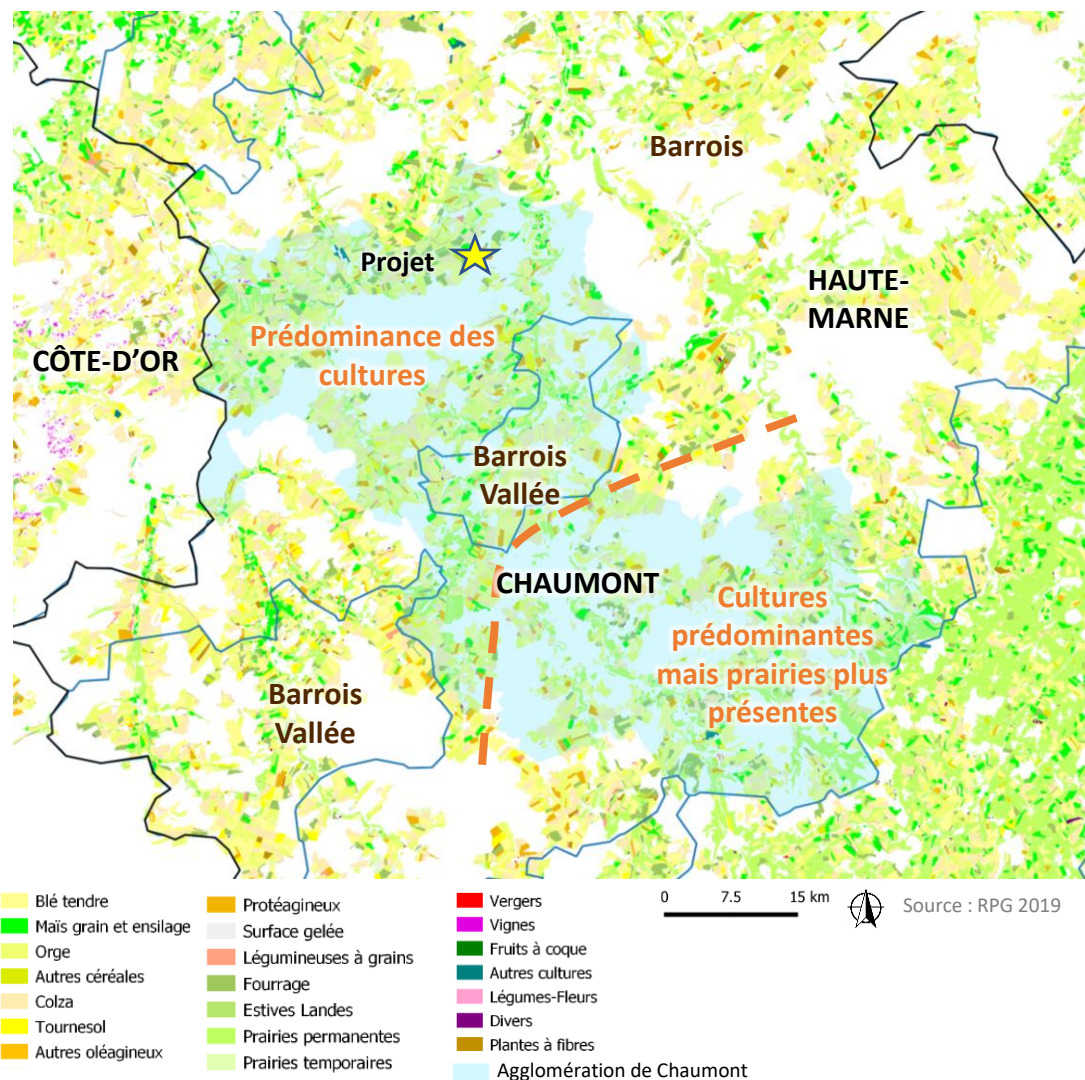 Barrois
Projet
HAUTE-
MARNE
CÔTE-D'OR
Prédominance des
cultures
Barrois
Vallée
CHAUMONT
Cultures
prédominantes
mais prairies plus
présentes
Barrois
Vallée
Blé tendre
Maïs grain et ensilage
Orge
Autres céréales
Colza
Tournesol
Autres oléagineux
Protéagineux
Surface gelée
Légumineuses à grains
Fourrage
Estives Landes
Prairies permanentes
Prairies temporaires
Vergers
Vignes
Fruits à coque
Autres cultures
Légumes-Fleurs
Divers
Plantes à fibres
Agglomération de Chaumont
0 7.5 15 km
Source : RPG 2019